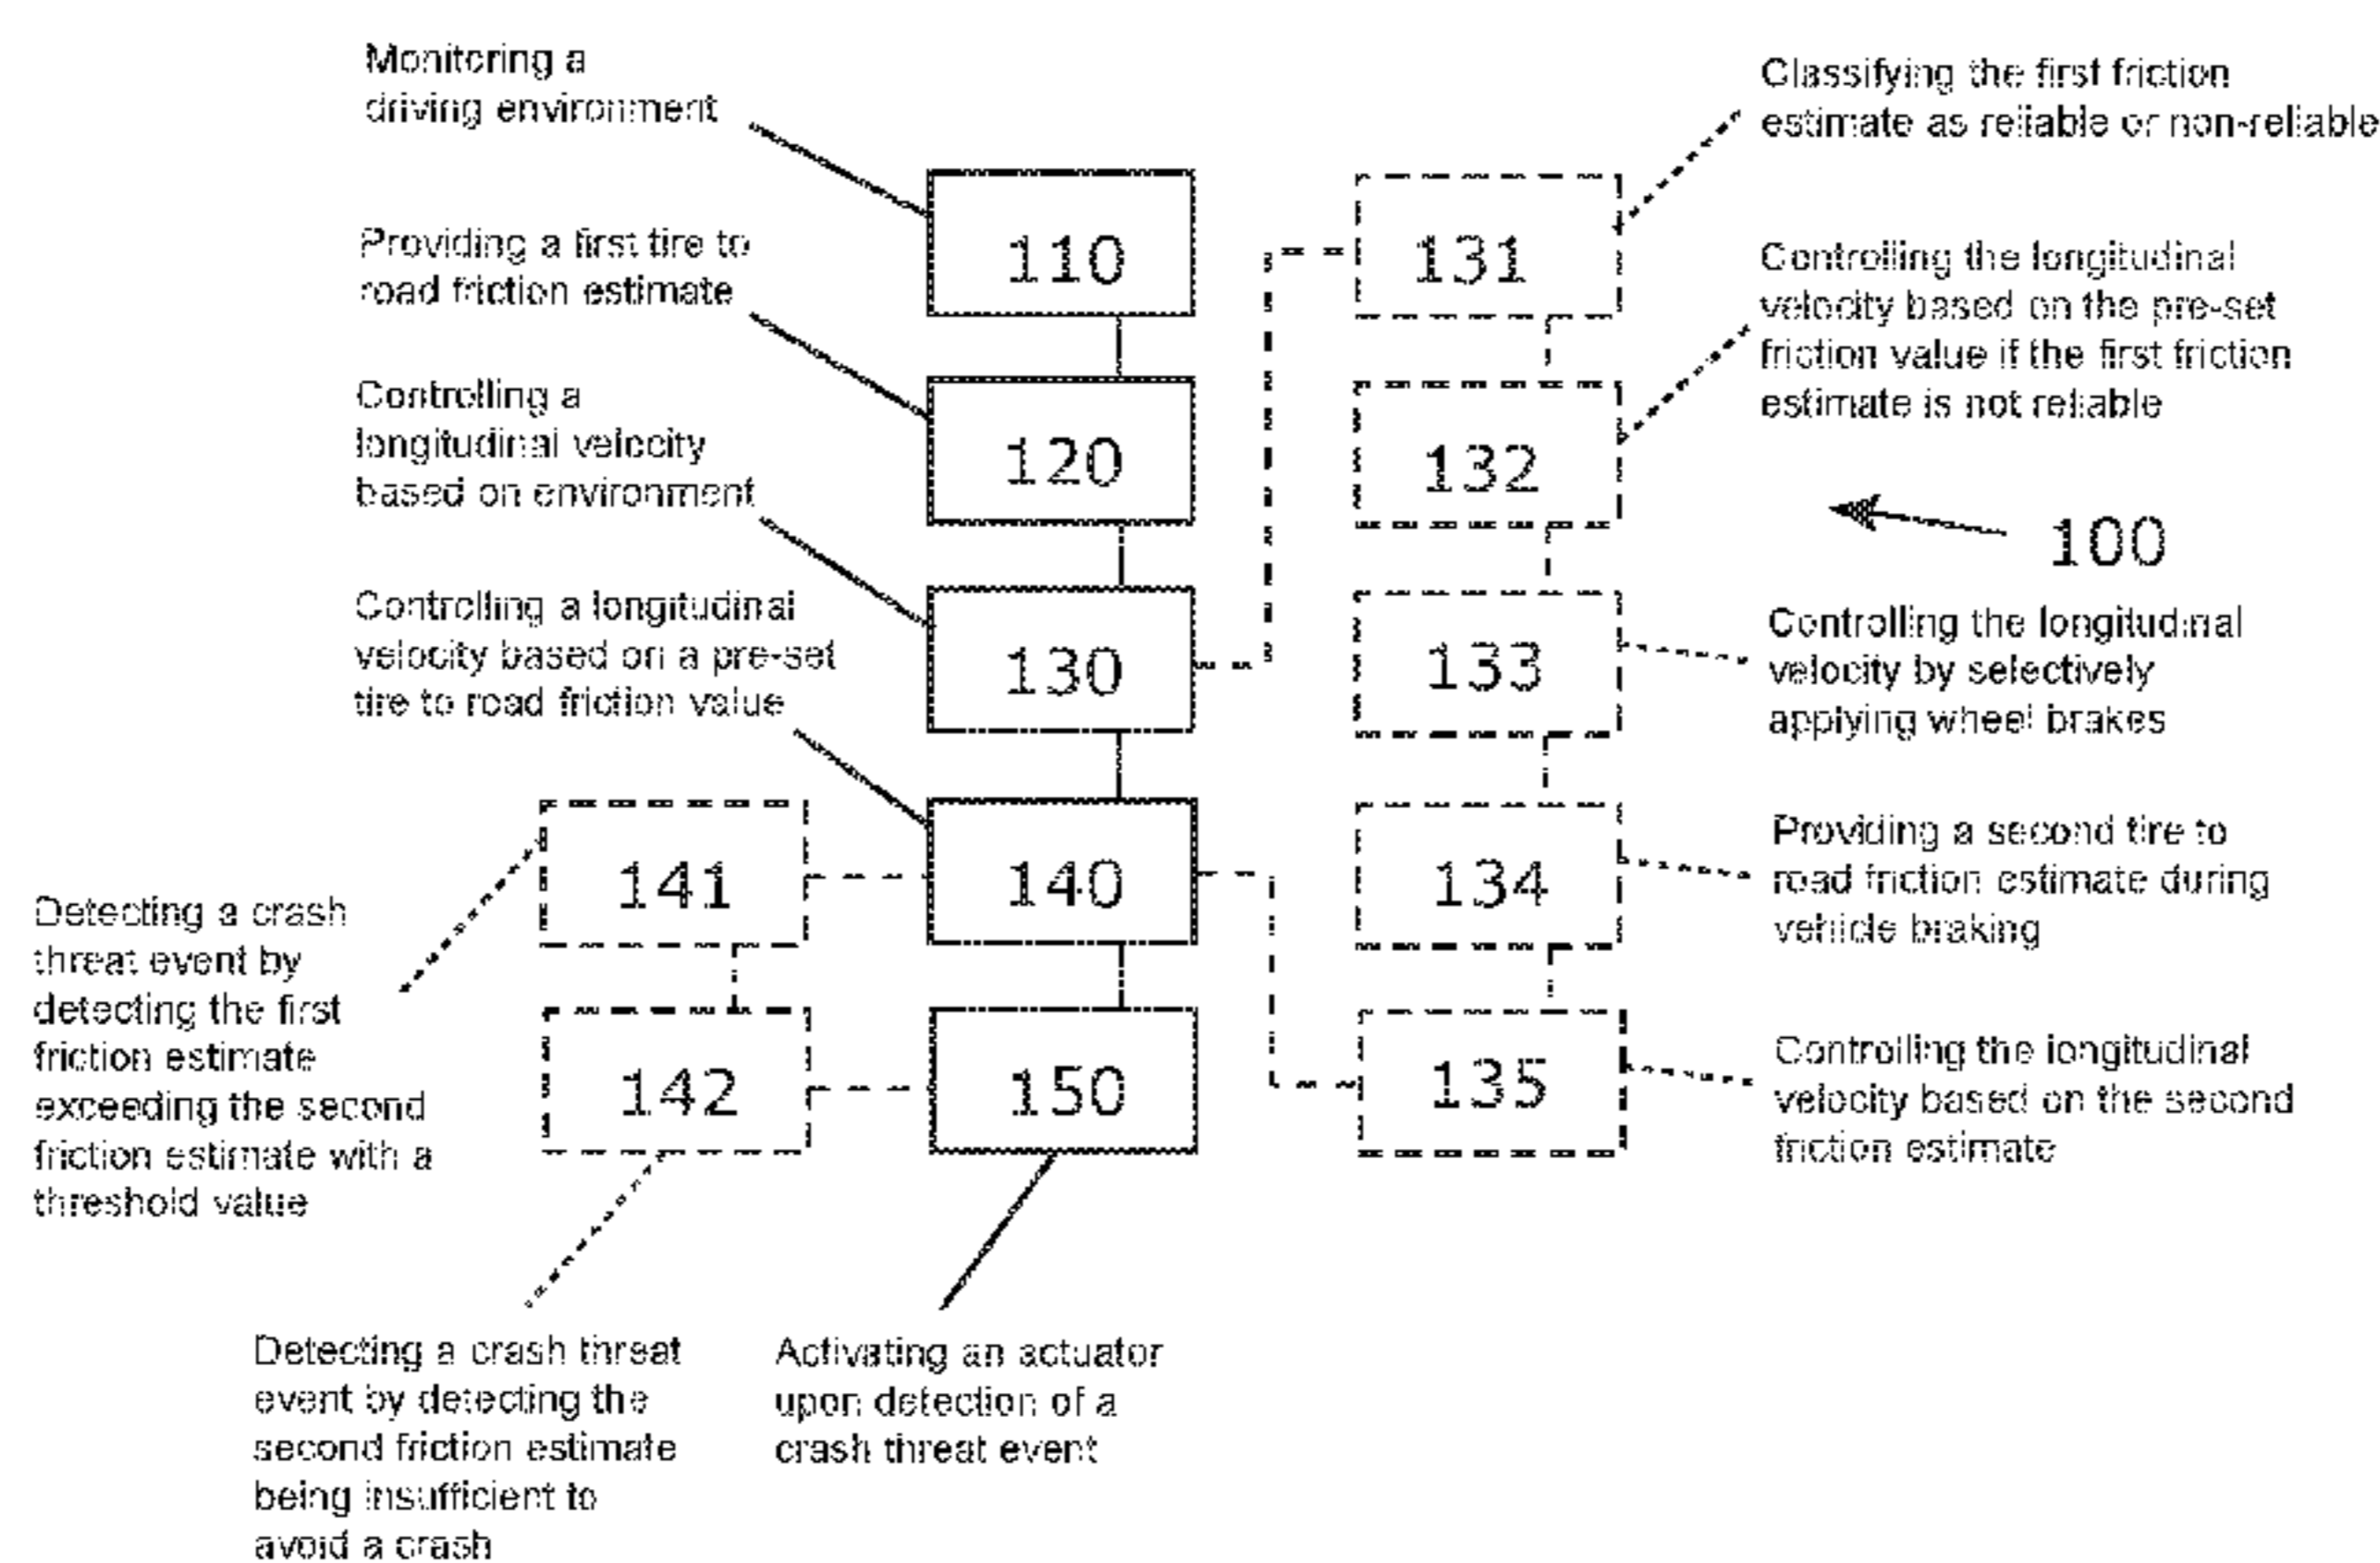 Monitoring a
driving environment
Providing a first tire to
road friction estimate
Controlling a
longitudinal velocity
based on environment
Controlling a longitudinal
velocity based on a pre-set
tire to road friction value
Detecting a crash
threat event by
detecting the first
friction estimate
exceeding the second
friction estimate with a
threshold value
Detecting a crash threat
event by detecting the
second friction estimate
being insufficient to
avoid a crash
Activating an actuator
upon detection of a
crash threat event
110
120
130
140
150
141
142
131
132
133
134
135
100
Classifying the first friction
estimate as reliable or non-reliable
Controlling the longitudinal
velocity based on the pre-set
friction value if the first friction
estimate is not reliable
Controlling the longitudinal
velocity by selectively
applying wheel brakes
Providing a second tire to
road friction estimate during
vehicle braking
Controlling the longitudinal
velocity based on the second
friction estimate